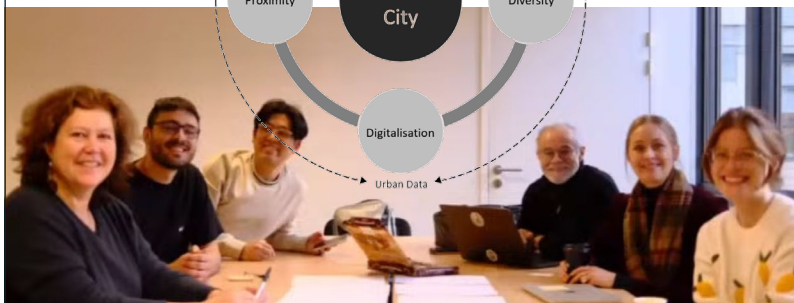 Proximity
City
Diversity
Digitalisation
Urban Data